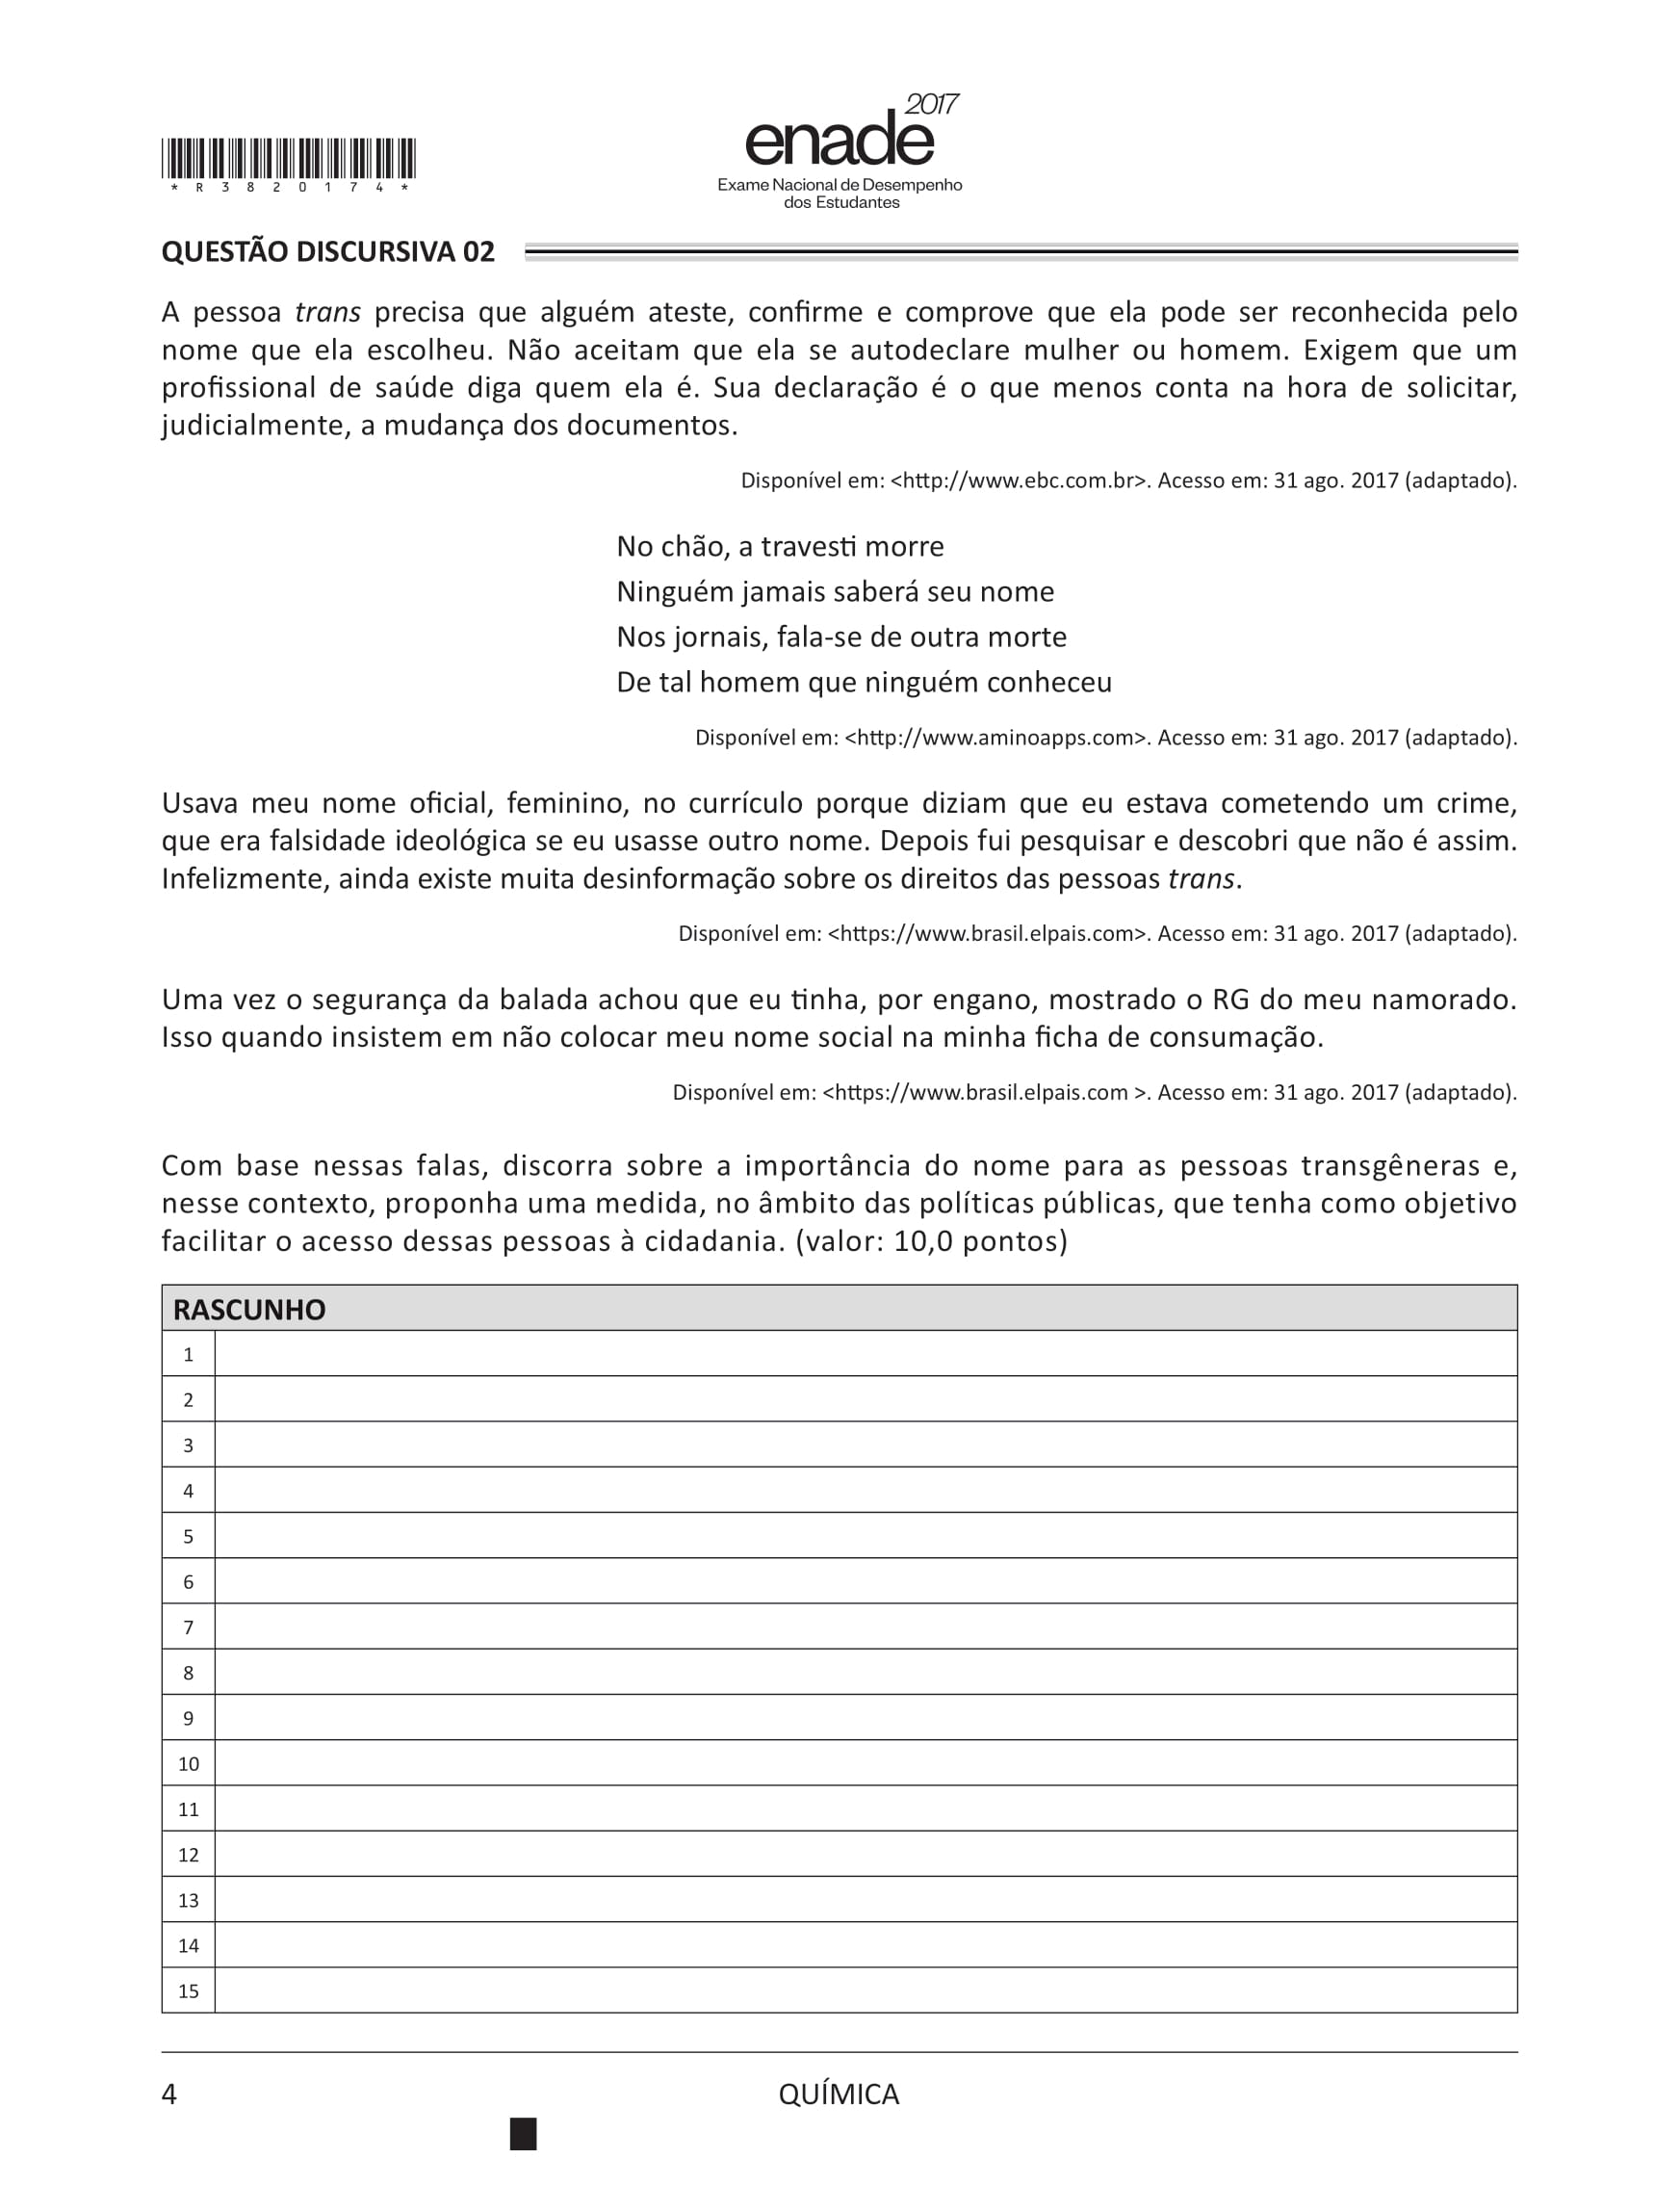 2017
enade
Exame Nacional de Desempenho
dos Estudantes
*R3820174*
QUESTÃO DISCURSIVA 02
A pessoa trans precisa que alguém ateste, confirme e comprove que ela pode ser reconhecida pelo
nome que ela escolheu. Não aceitam que ela se autodeclare mulher ou homem. Exigem que um
profissional de saúde diga quem ela é. Sua declaração é o que menos conta na hora de solicitar,
judicialmente, a mudança dos documentos.
Disponível em: <http://www.ebc.com.br>. Acesso em: 31 ago. 2017 (adaptado).
No chão, a travesti morre
Ninguém jamais saberá seu nome
Nos jornais, fala-se de outra morte
De tal homem que ninguém conheceu
Disponível em: <http://www.aminoapps.com>. Acesso em: 31 ago. 2017 (adaptado).
Usava meu nome oficial, feminino, no currículo porque diziam que eu estava cometendo um crime,
que era falsidade ideológica se eu usasse outro nome. Depois fui pesquisar e descobri que não é assim.
Infelizmente, ainda existe muita desinformação sobre os direitos das pessoas trans.
Disponível em: <https://www.brasil.elpais.com>. Acesso em: 31 ago. 2017 (adaptado).
Uma vez o segurança da balada achou que eu tinha, por engano, mostrado o RG do meu namorado.
Isso quando insistem em não colocar meu nome social na minha ficha de consumação.
Disponível em: <https://www.brasil.elpais.com >. Acesso em: 31 ago. 2017 (adaptado).
Com base nessas falas, discorra sobre a importância do nome para as pessoas transgêneras e,
nesse contexto, proponha uma medida, no âmbito das políticas públicas, que tenha como objetivo
facilitar o acesso dessas pessoas à cidadania. (valor: 10,0 pontos)
RASCUNHO
1
2
3
4
5
6
7
8
9
10
11
12
13
14
15
4
QUÍMICA